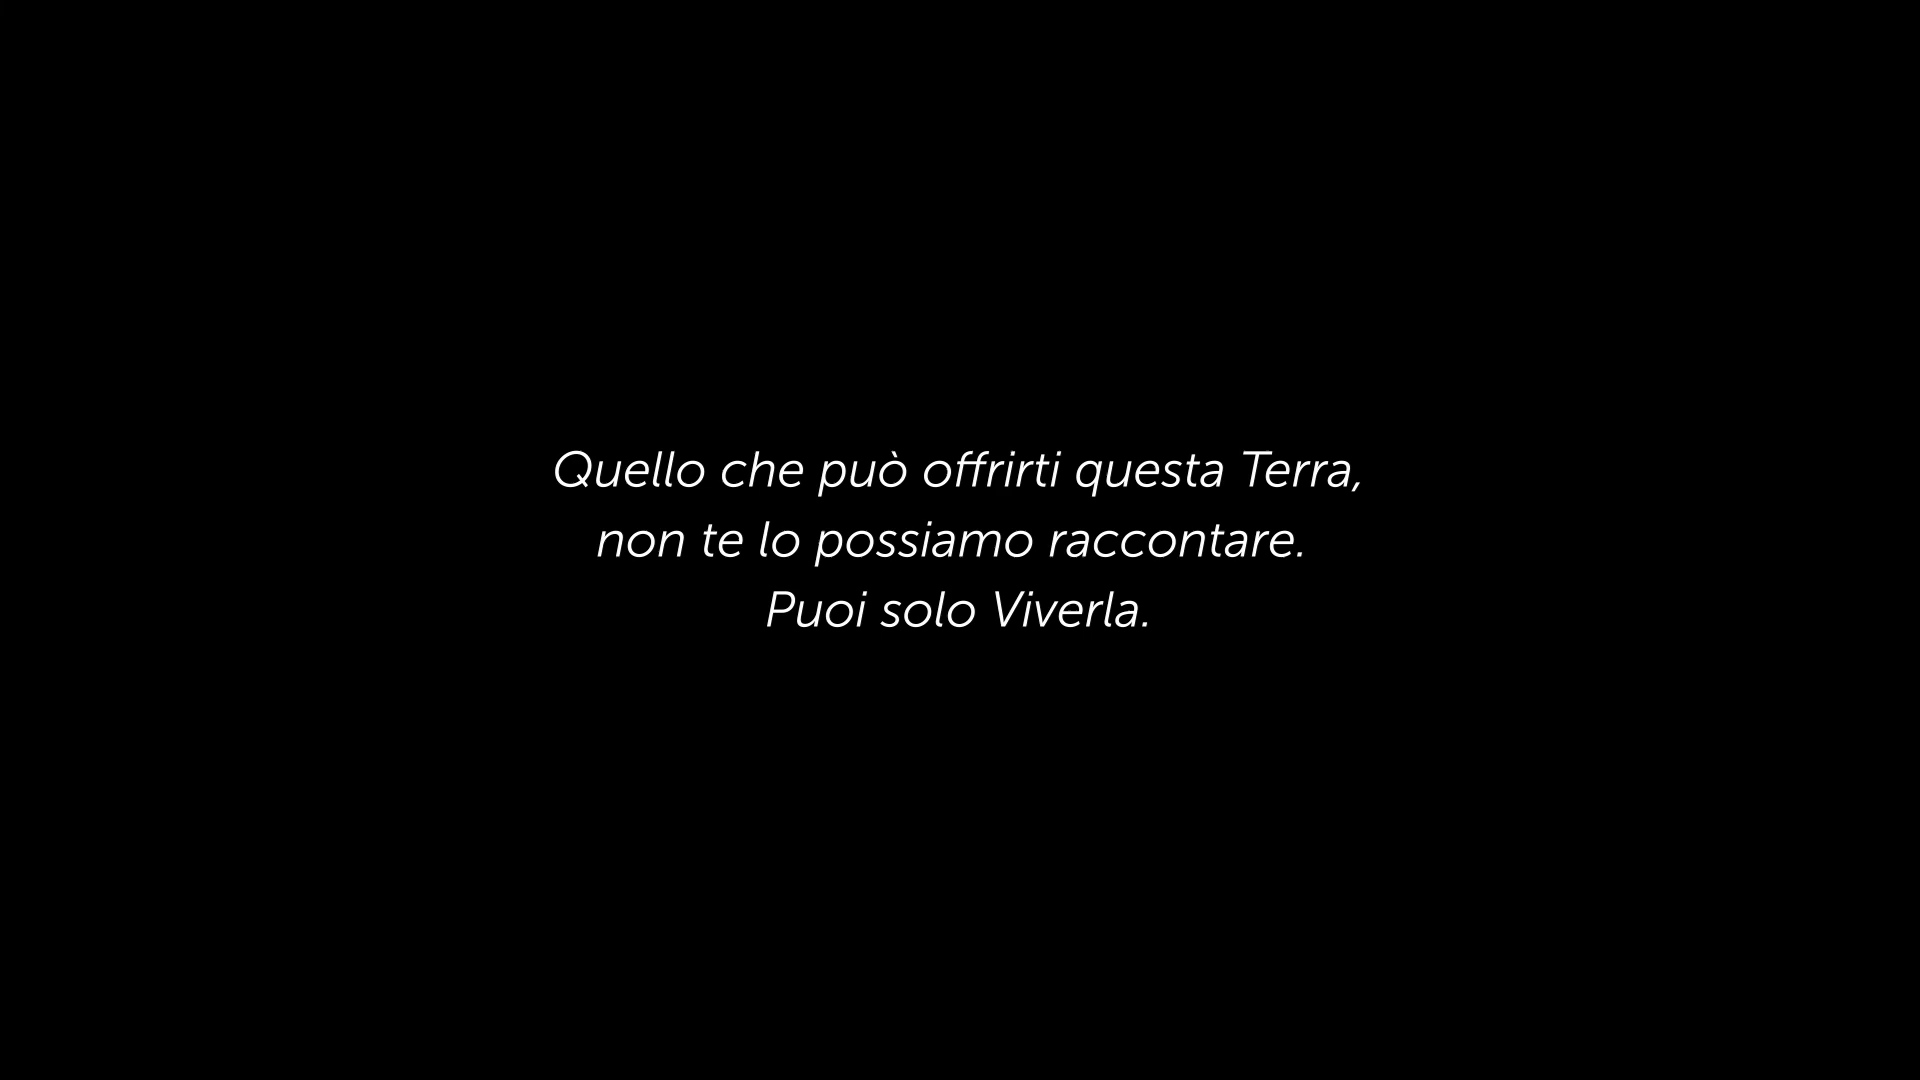 Quello che può offrirti questa Terra,
non te lo possiamo raccontare.
Puoi solo Viverla.